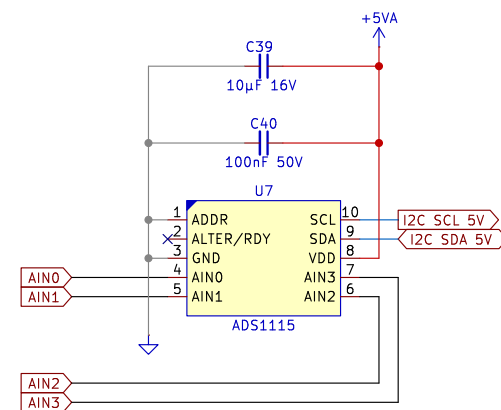 +5VA
C39
10µF 16V
C40
100nF 50V
U7
1 ADDR SCL 10
2 ALTER/RDY SDA 9
3 GND VDD 8
4 AIN0 AIN3 7
5 AIN1 AIN2 6
ADS1115
I2C SCL 5V
I2C SDA 5V
AIN0
AIN1
AIN2
AIN3